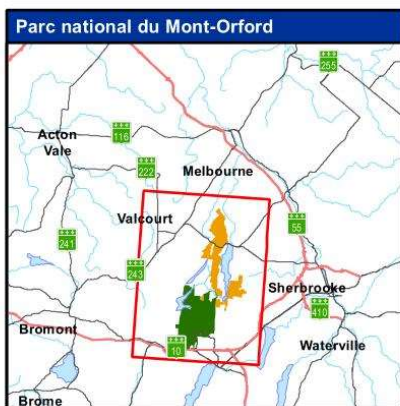 Parc national du Mont-Orford
255
Acton
Vale
116
222
Melbourne
Valcourt
55
241
243
Sherbrooke
410
Bromont
10
Waterville
Brome